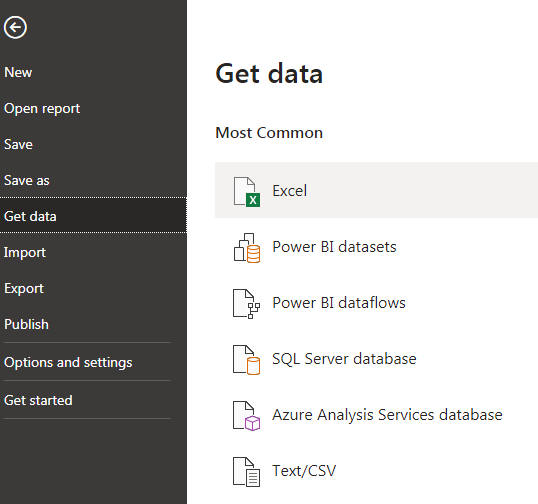 New
Open report
Save
Save as
Get data
Import
Export
Publish
Options and settings
Get started
Get data
Most Common
X
Excel
Power BI datasets
Power BI dataflows
SQL Server database
Azure Analysis Services database
Text/CSV